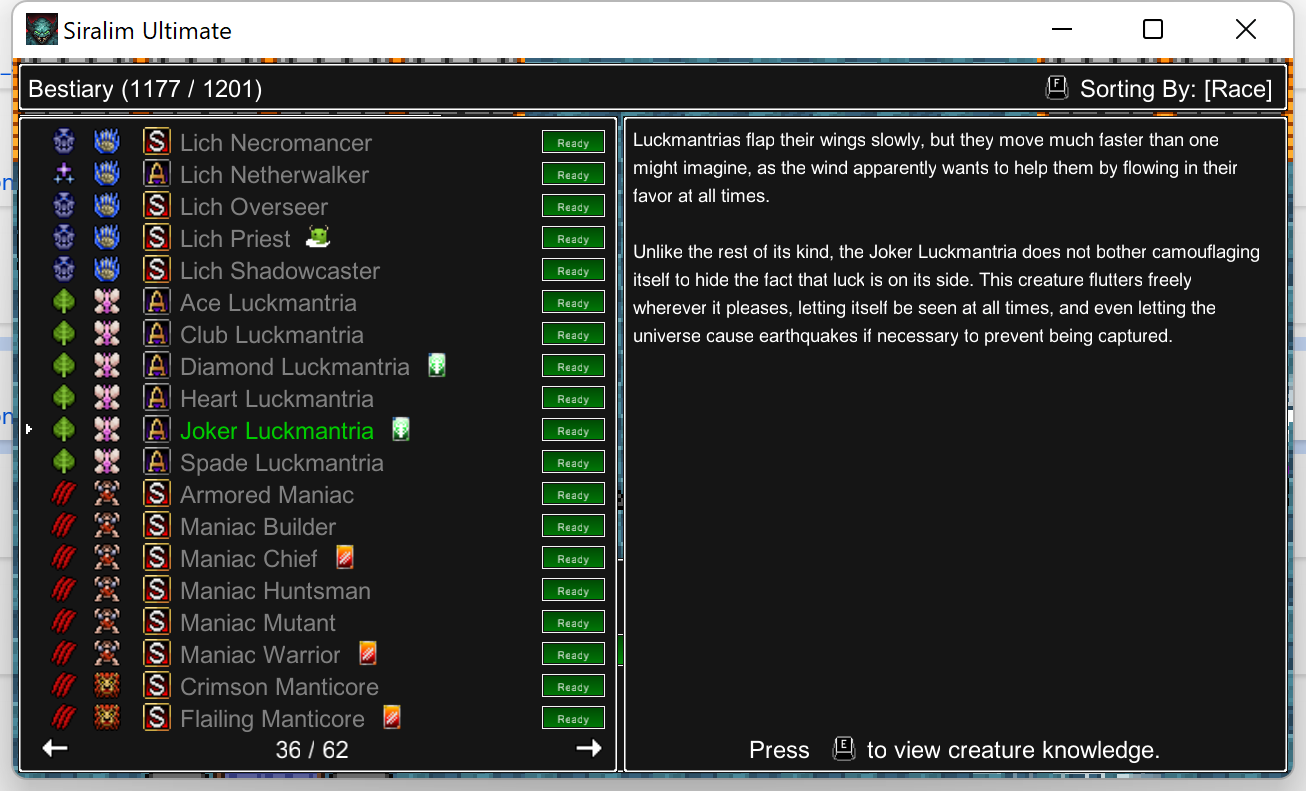 Siralim Ultimate
Bestiary (1177 / 1201)
F Sorting By: [Race]
S Lich Necromancer Ready
A Lich Netherwalker Ready
S Lich Overseer Ready
S Lich Priest Ready
S Lich Shadowcaster Ready
A Ace Luckmantria Ready
A Club Luckmantria Ready
A Diamond Luckmantria Ready
A Heart Luckmantria Ready
A Joker Luckmantria Ready
A Spade Luckmantria Ready
S Armored Maniac Ready
S Maniac Builder Ready
S Maniac Chief Ready
S Maniac Huntsman Ready
S Maniac Mutant Ready
S Maniac Warrior Ready
S Crimson Manticore Ready
S Flailing Manticore Ready
36 / 62
Luckmantrias flap their wings slowly, but they move much faster than one
might imagine, as the wind apparently wants to help them by flowing in their
favor at all times.
Unlike the rest of its kind, the Joker Luckmantria does not bother camouflaging
itself to hide the fact that luck is on its side. This creature flutters freely
wherever it pleases, letting itself be seen at all times, and even letting the
universe cause earthquakes if necessary to prevent being captured.
Press E to view creature knowledge.